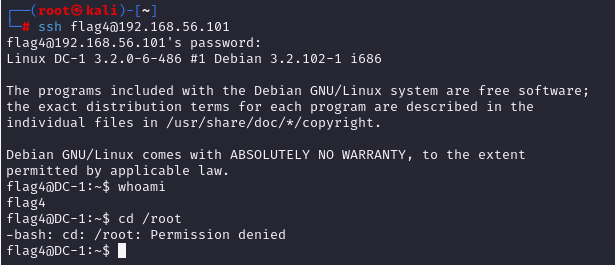 ┌──(root㉿kali)-[~]
└─# ssh flag4@192.168.56.101
flag4@192.168.56.101's password:
Linux DC-1 3.2.0-6-486 #1 Debian 3.2.102-1 i686
The programs included with the Debian GNU/Linux system are free software;
the exact distribution terms for each program are described in the
individual files in /usr/share/doc/*/copyright.
Debian GNU/Linux comes with ABSOLUTELY NO WARRANTY, to the extent
permitted by applicable law.
flag4@DC-1:~$ whoami
flag4
flag4@DC-1:~$ cd /root
-bash: cd: /root: Permission denied
flag4@DC-1:~$